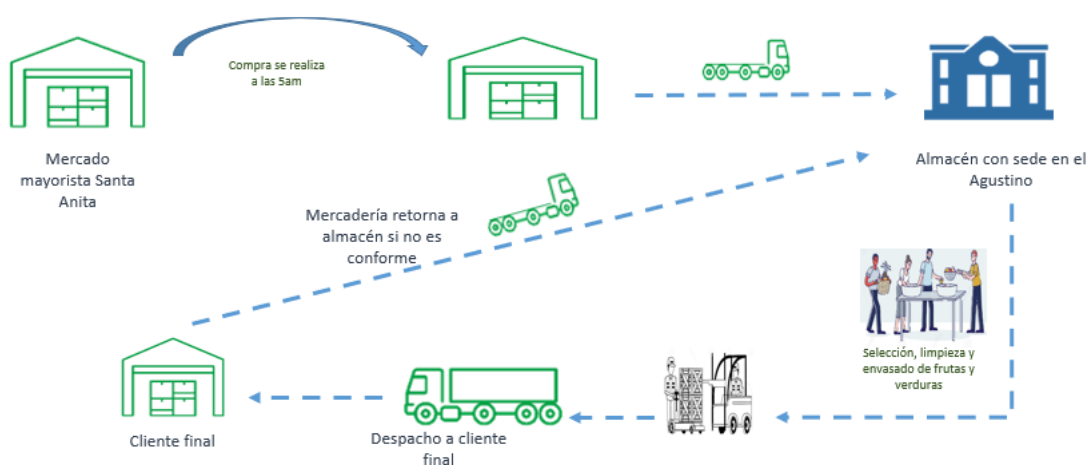 Compra se realiza
a las 5am
Mercado
mayorista Santa
Anita
Almacén con sede en el
Agustino
Mercadería retorna a
almacén si no es
conforme
Selección, limpieza y
envasado de frutas y
verduras
Cliente final
Despacho a cliente
final